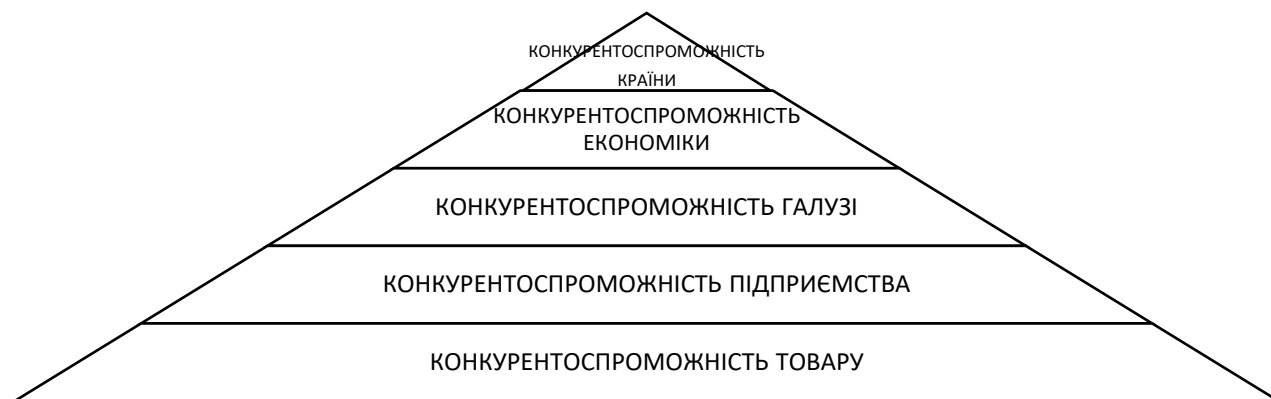 КОНКУРЕНТОСПРОМОЖНІСТЬ
КРАЇНИ
КОНКУРЕНТОСПРОМОЖНІСТЬ
ЕКОНОМІКИ
КОНКУРЕНТОСПРОМОЖНІСТЬ ГАЛУЗІ
КОНКУРЕНТОСПРОМОЖНІСТЬ ПІДПРИЄМСТВА
КОНКУРЕНТОСПРОМОЖНІСТЬ ТОВАРУ